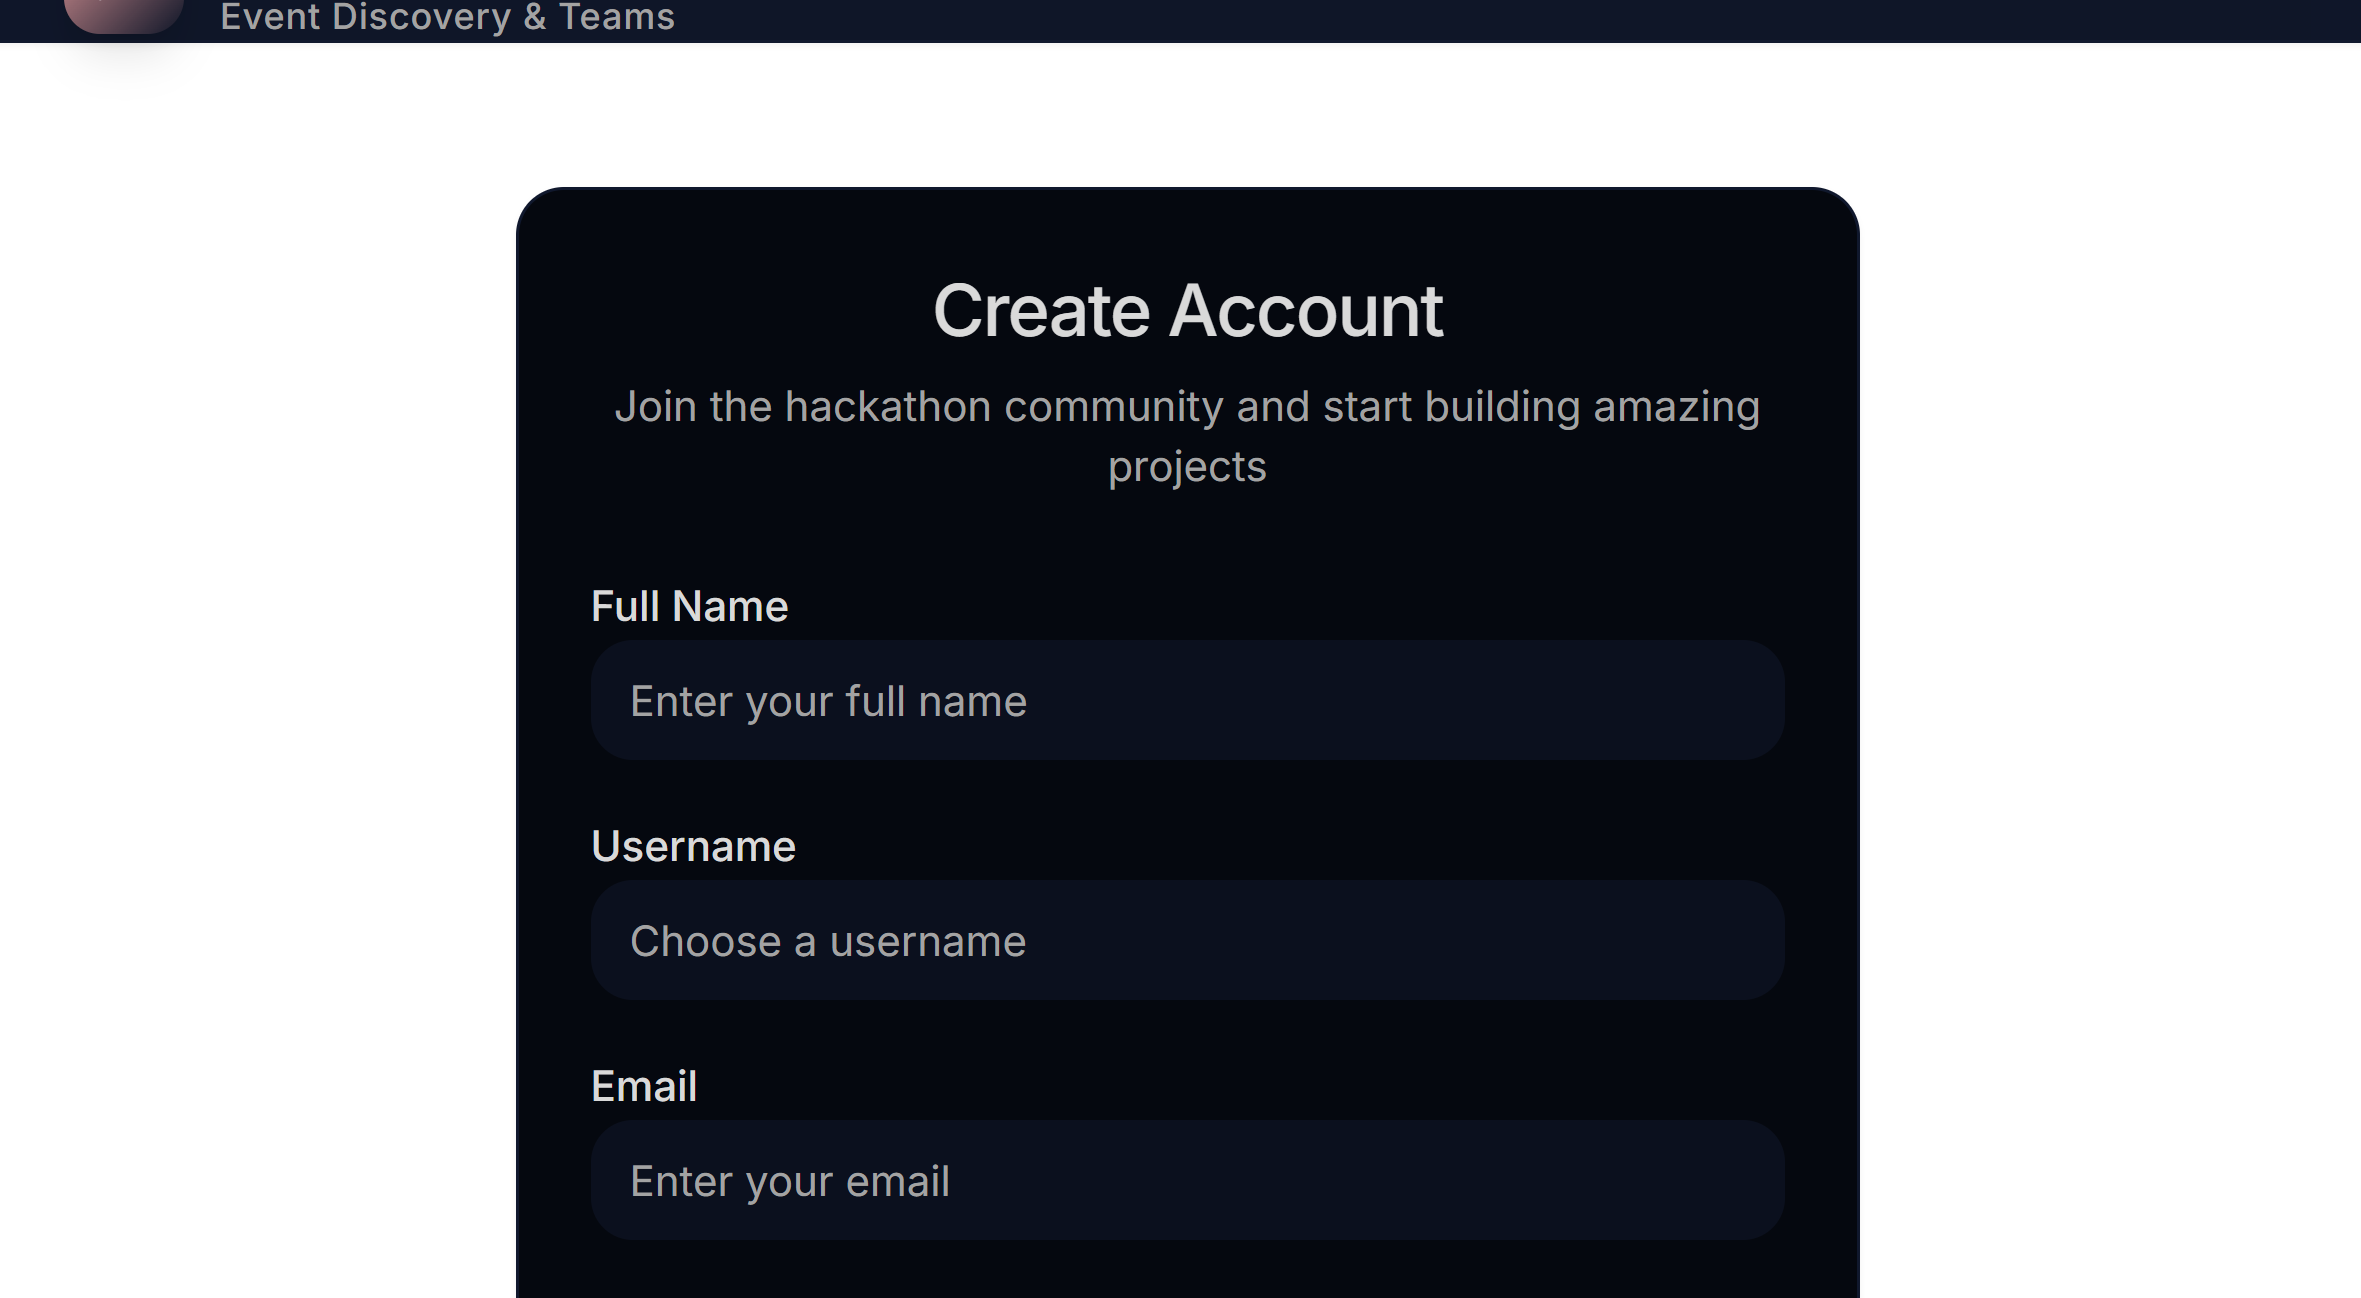 Event Discovery & Teams
Create Account
Join the hackathon community and start building amazing
projects
Full Name
Enter your full name
Username
Choose a username
Email
Enter your email